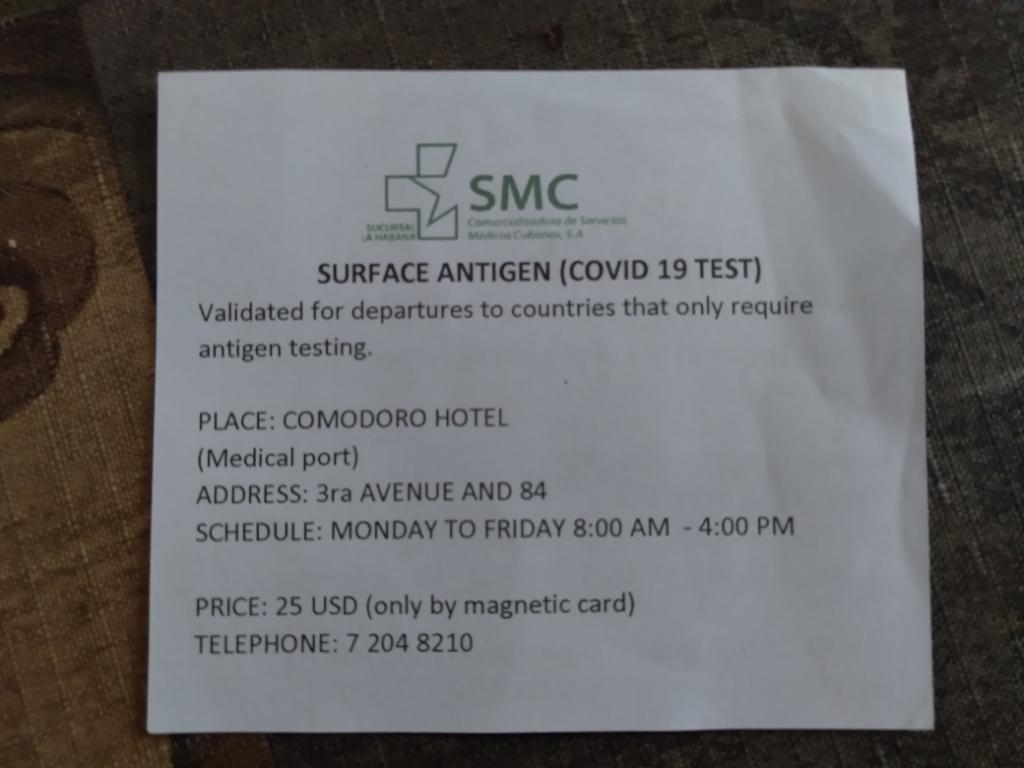 SMC
Comercializadora de Servicios
Médicos Cubanos, S.A.
SUCURSAL
LA HABANA
SURFACE ANTIGEN (COVID 19 TEST)
Validated for departures to countries that only require
antigen testing.
PLACE: COMODORO HOTEL
(Medical port)
ADDRESS: 3ra AVENUE AND 84
SCHEDULE: MONDAY TO FRIDAY 8:00 AM - 4:00 PM
PRICE: 25 USD (only by magnetic card)
TELEPHONE: 7 204 8210